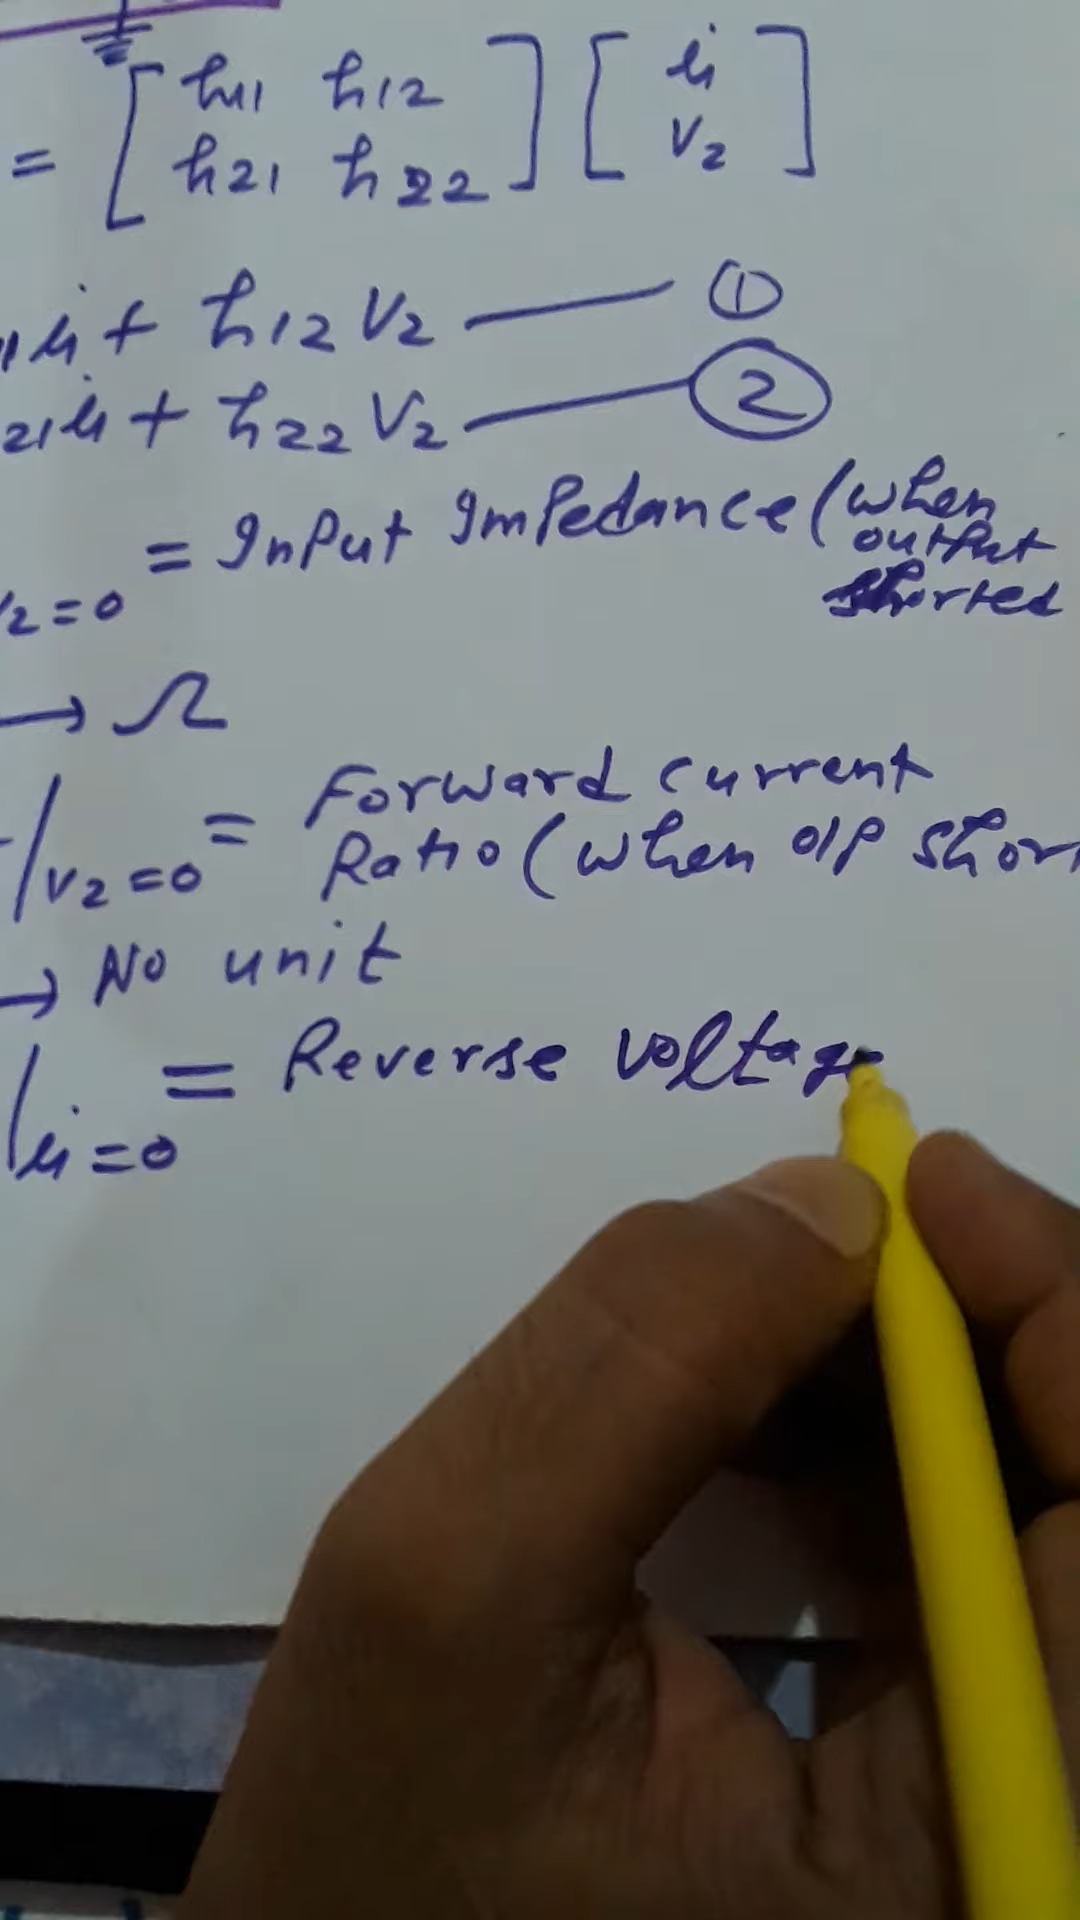 = [ h11 h12 ] [ i1 ]
[ h21 h22 ] [ V2 ]
i1 + h12 V2 — ①
21 i1 + h22 V2 — ②
= Input Impedance (when
output
shorted
V2=0
→ Ω
Forward current
/V2=0 = Ratio (when o/p shor
→ No unit
= Reverse voltage
|i1=0